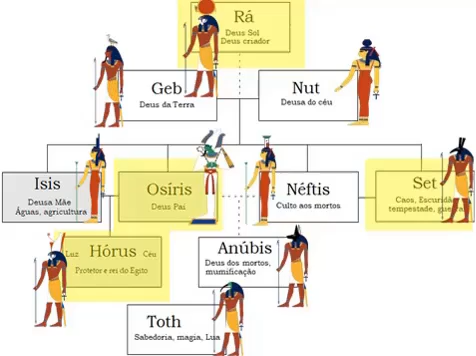 Rá
Deus Sol
Deus criador
Geb
Deus da Terra
Nut
Deusa do céu
Isis
Deusa Mãe
Águas, agricultura
Osíris
Deus Pai
Néftis
Culto aos mortos
Set
Caos, Escuridão,
tempestade,
Luz Hórus Céu
Protetor e rei do Egito
Anúbis
Deus dos mortos,
mumificação
Toth
Sabedoria, magia, Lua